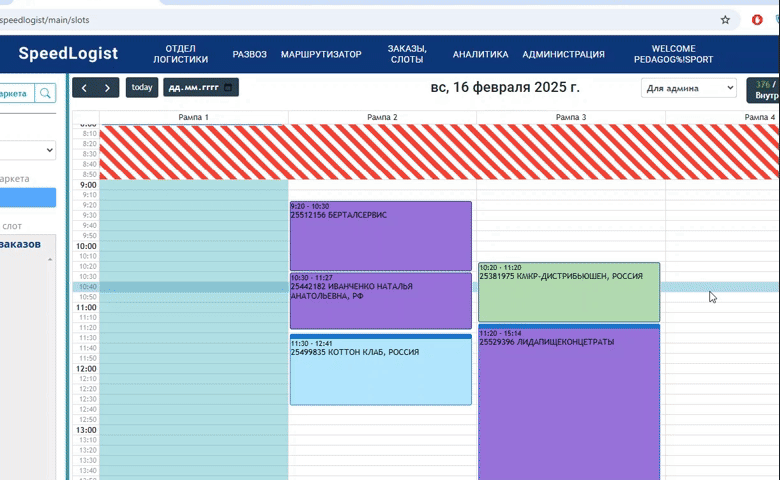 speedlogist/main/slots
SpeedLogist
ОТДЕЛ
ЛОГИСТИКИ
РАЗВОЗ
МАРШРУТИЗАТОР
ЗАКАЗЫ,
СЛОТЫ
АНАЛИТИКА
АДМИНИСТРАЦИЯ
WELCOME
PEDAGOG%!SPORT
аркета
today
дд.мм.гггг
вс, 16 февраля 2025 г.
Для админа
376 /
Внутр
Рампа 1
Рампа 2
Рампа 3
Рампа 4
8:10
8:20
8:30
8:40
8:50
9:00
9:10
9:20
9:30
9:40
9:50
10:00
10:10
10:20
10:30
10:40
10:50
11:00
11:10
11:20
11:30
11:40
11:50
12:00
12:10
12:20
12:30
12:40
12:50
13:00
13:10
13:20
13:30
13:40
аркета
слот
заказов
9:20 - 10:30
25512156 БЕРТАЛСЕРВИС
10:30 - 11:27
25442182 ИВАНЧЕНКО НАТАЛЬЯ
АНАТОЛЬЕВНА, РФ
11:30 - 12:41
25499835 КОТТОН КЛАБ, РОССИЯ
10:20 - 11:20
25381975 КМКР-ДИСТРИБЬЮШЕН, РОССИЯ
11:20 - 15:14
25529396 ЛИДАПИЩЕКОНЦЕТРАТЫ